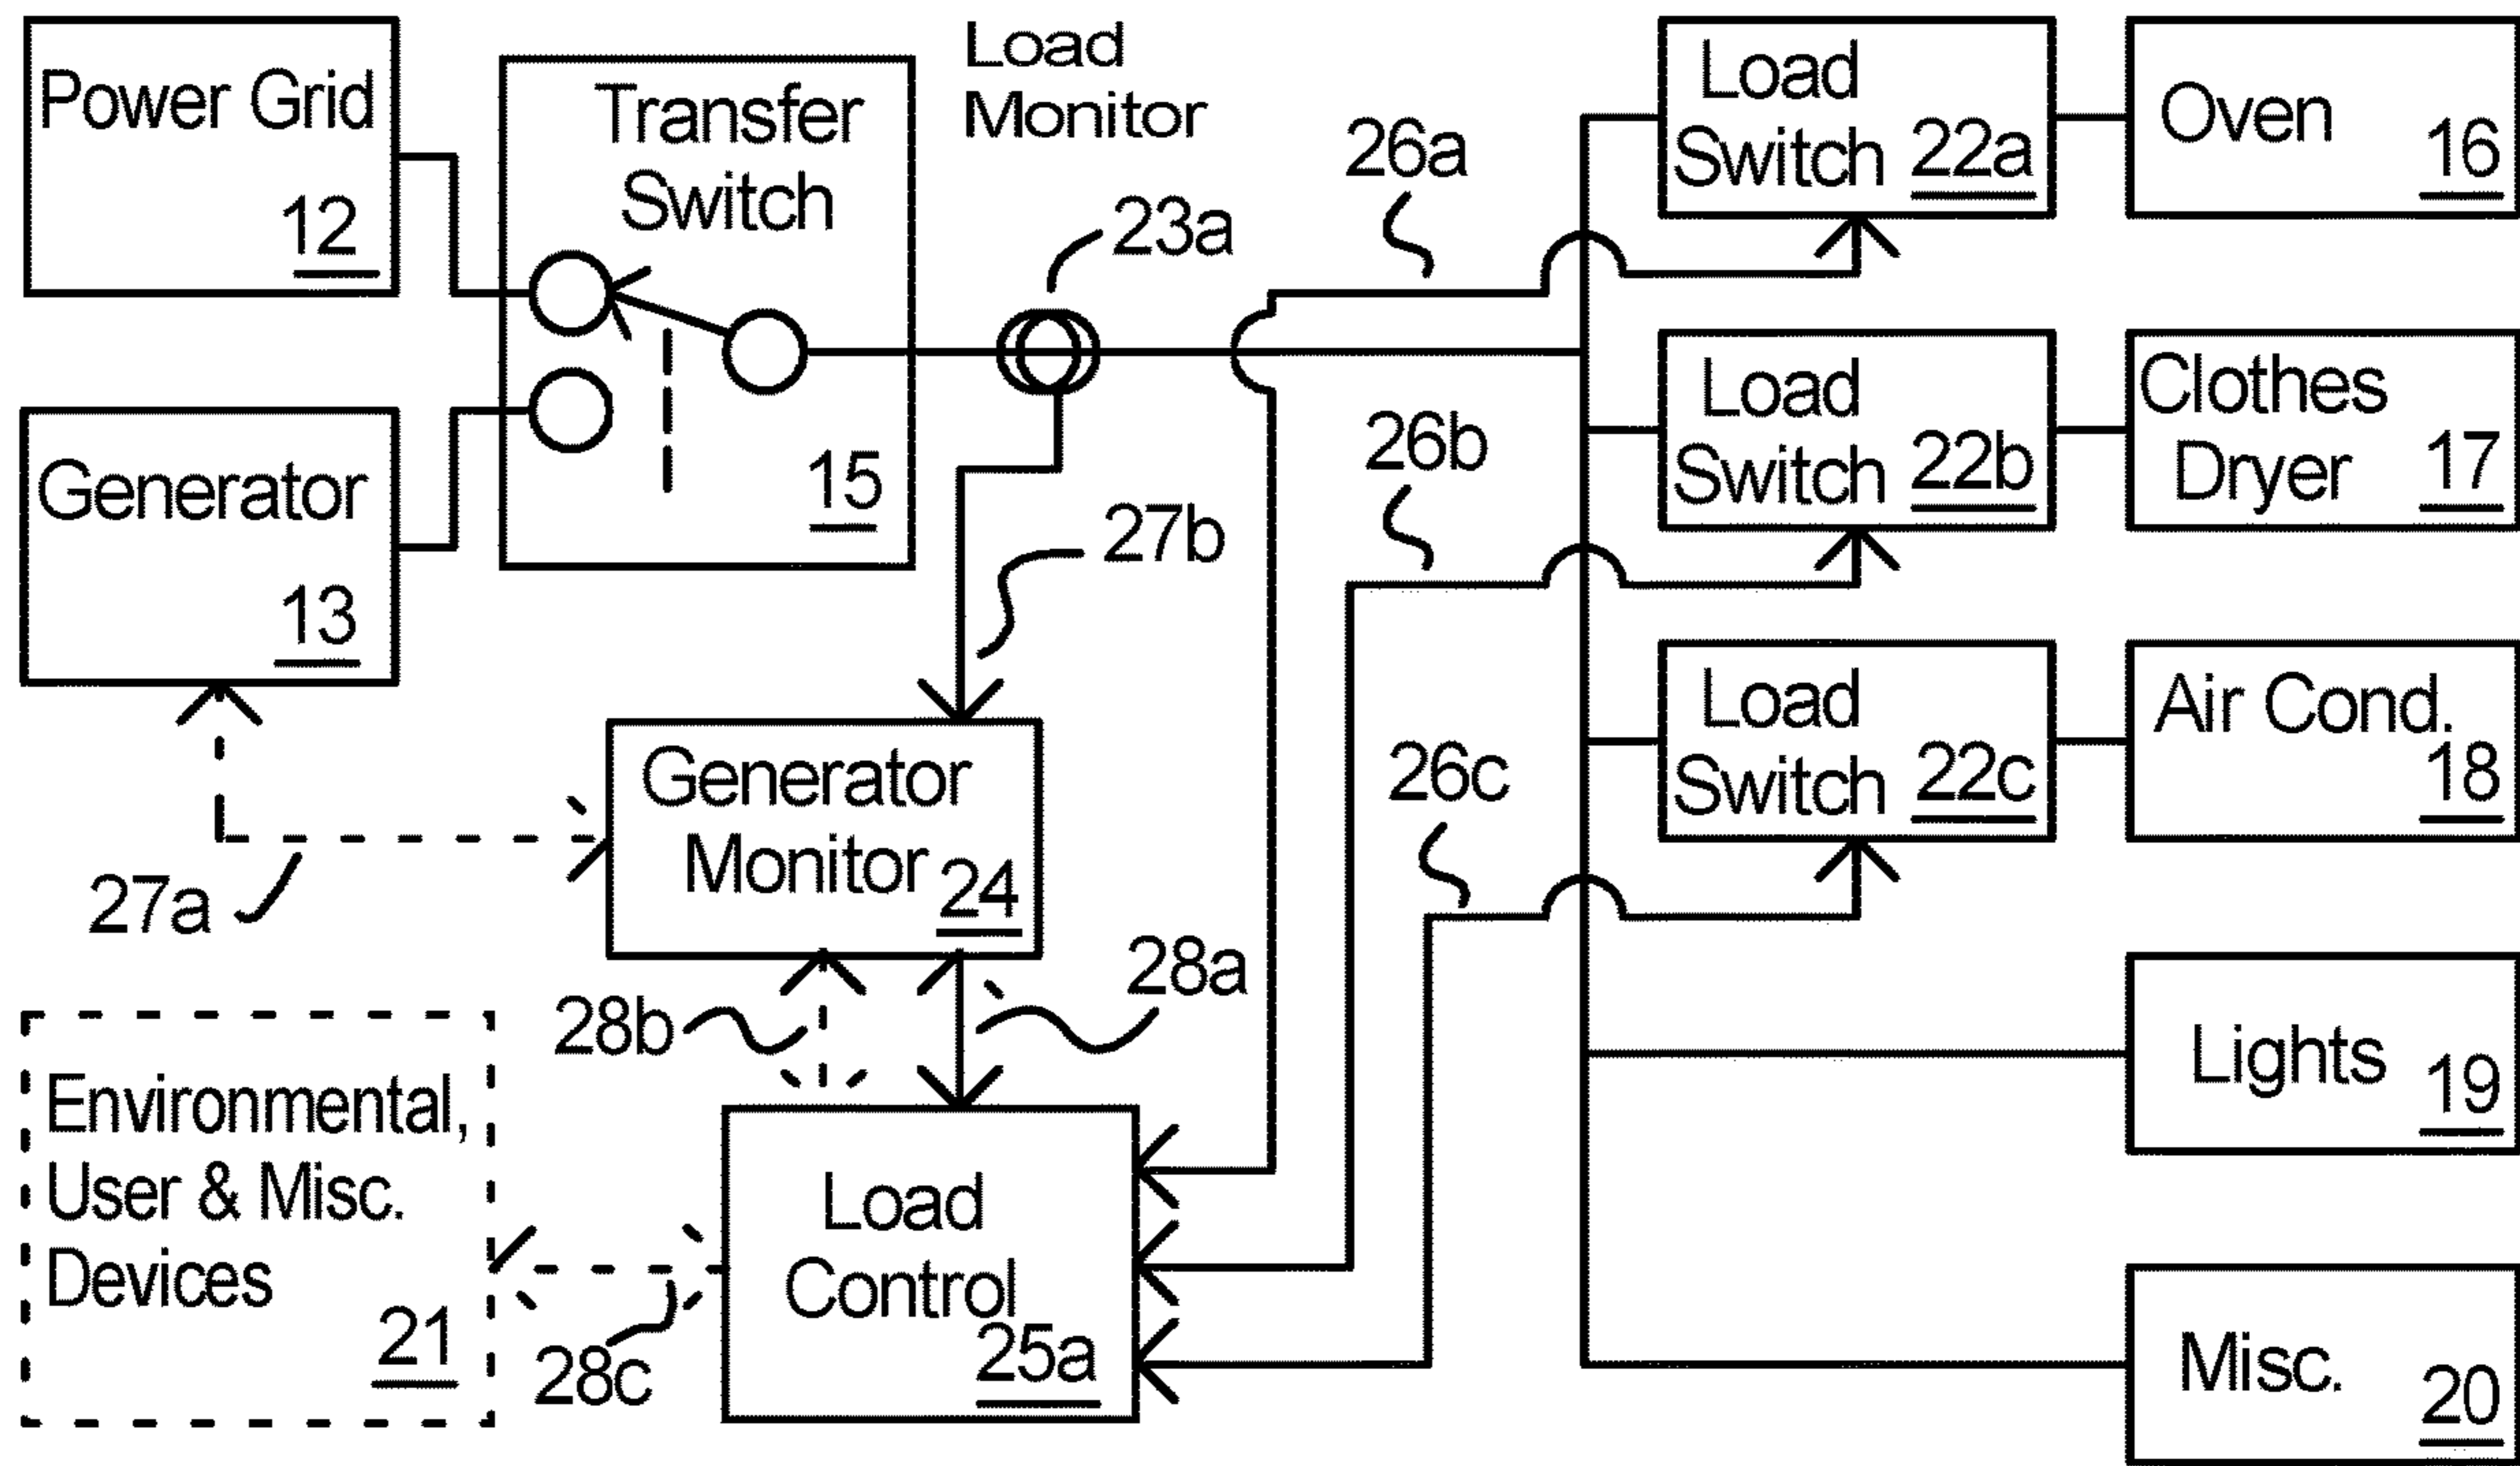 Power Grid
12
Transfer
Switch
15
Load
Monitor
23a
26a
Load
Switch 22a
Oven
16
Generator
13
27b
26b
Load
Switch 22b
Clothes
Dryer 17
27a
Generator
Monitor
24
26c
Load
Switch 22c
Air Cond.
18
28b
28a
Lights 19
Environmental,
User & Misc.
Devices
21
28c
Load
Control
25a
Misc. 20